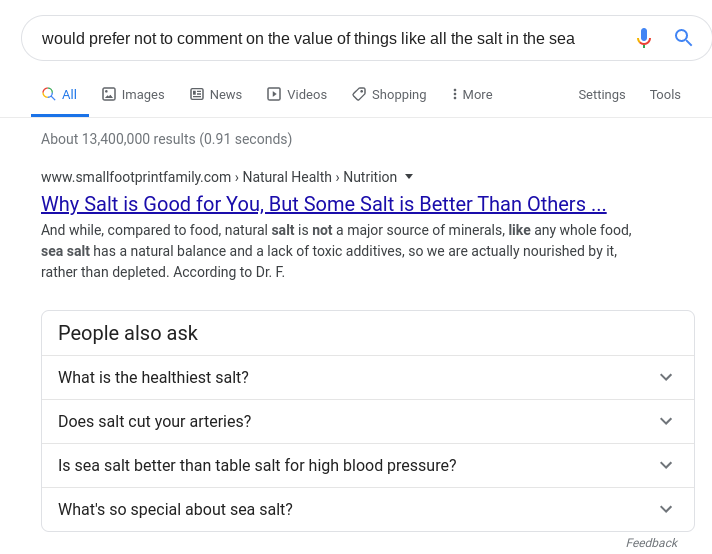 would prefer not to comment on the value of things like all the salt in the sea
All Images News Videos Shopping More Settings Tools
About 13,400,000 results (0.91 seconds)
www.smallfootprintfamily.com › Natural Health › Nutrition
Why Salt is Good for You, But Some Salt is Better Than Others ...
And while, compared to food, natural salt is not a major source of minerals, like any whole food,
sea salt has a natural balance and a lack of toxic additives, so we are actually nourished by it,
rather than depleted. According to Dr. F.
People also ask
What is the healthiest salt?
Does salt cut your arteries?
Is sea salt better than table salt for high blood pressure?
What's so special about sea salt?
Feedback